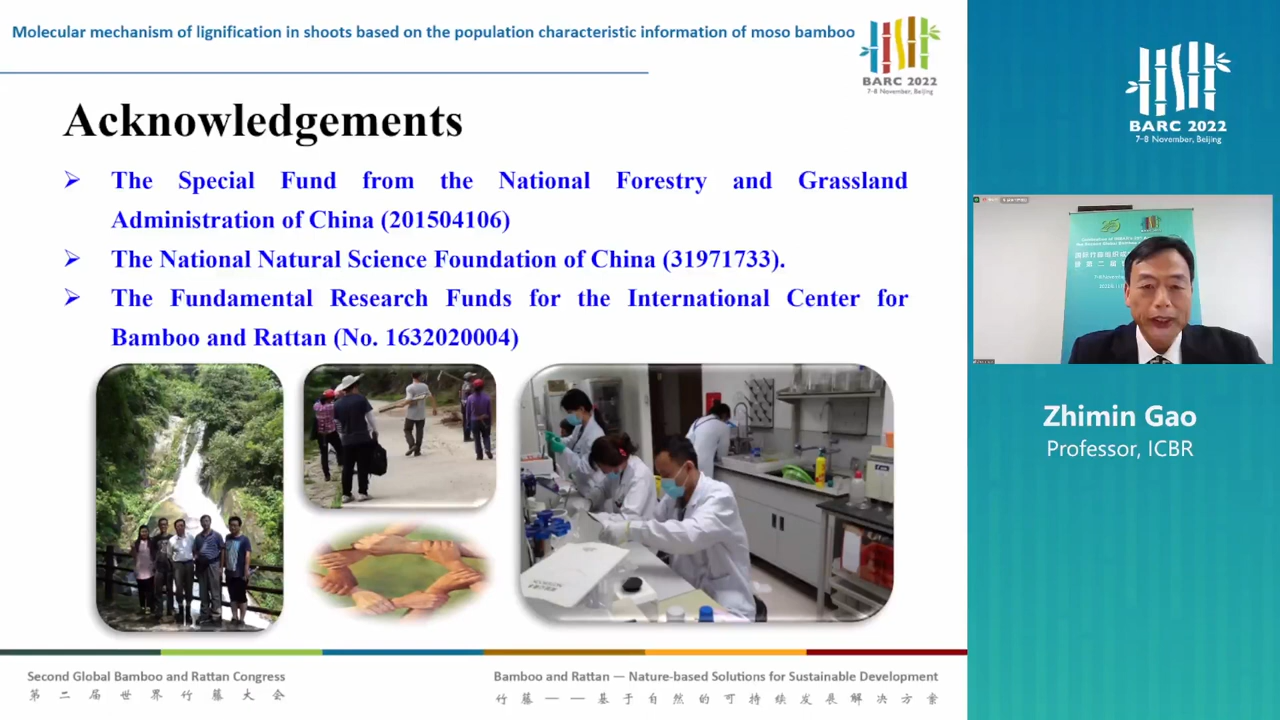 Molecular mechanism of lignification in shoots based on the population characteristic information of moso bamboo
BARC 2022
7-8 November, Beijing
Acknowledgements
The Special Fund from the National Forestry and Grassland
Administration of China (201504106)
The National Natural Science Foundation of China (31971733).
The Fundamental Research Funds for the International Center for
Bamboo and Rattan (No. 1632020004)
Second Global Bamboo and Rattan Congress
第二届世界竹藤大会
Bamboo and Rattan — Nature-based Solutions for Sustainable Development
竹藤——基于自然的可持续发展解决方案
BARC 2022
7-8 November, Beijing
Zhimin Gao
Professor, ICBR